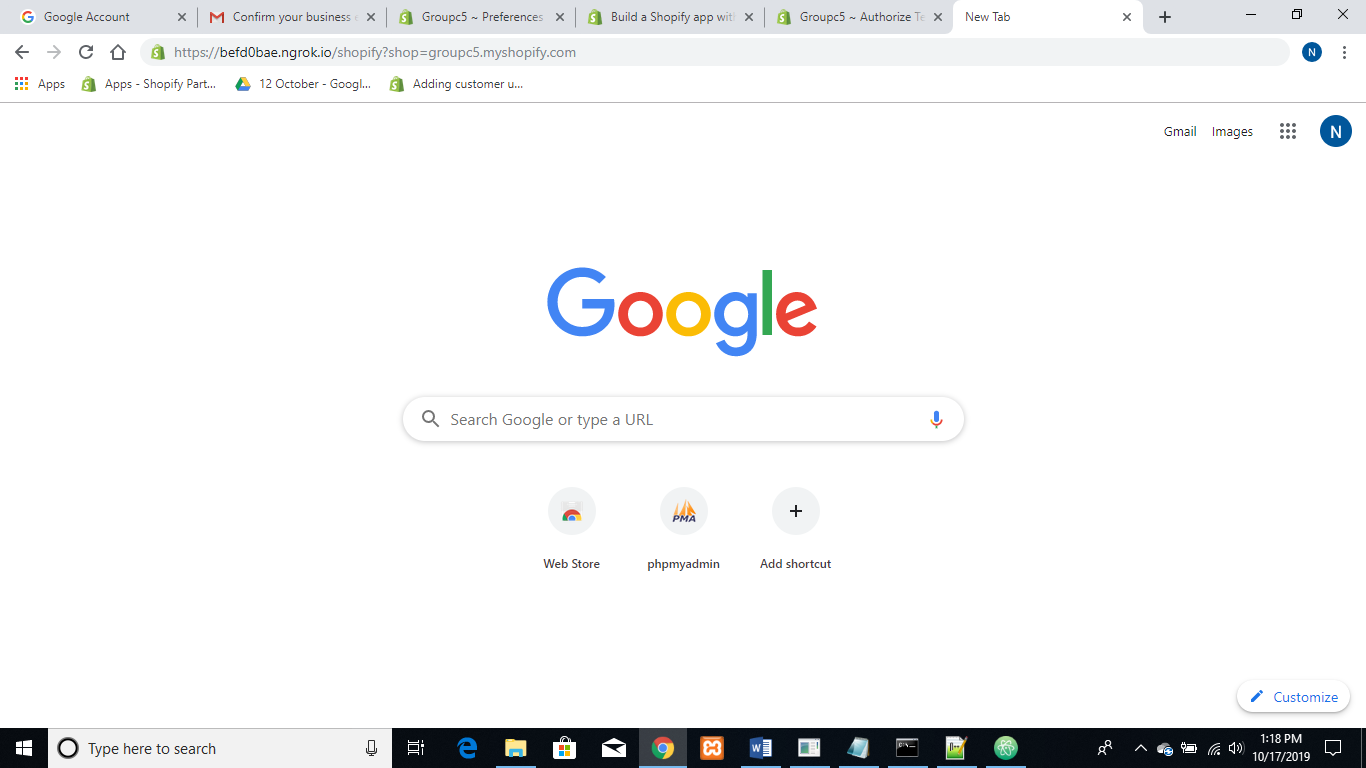 Google Account
Confirm your business
Groupc5 ~ Preferences
Build a Shopify app with
Groupc5 ~ Authorize Te
New Tab
https://befd0bae.ngrok.io/shopify?shop=groupc5.myshopify.com
N
Apps
Apps - Shopify Part...
12 October - Googl...
Adding customer u...
Gmail
Images
N
Google
Search Google or type a URL
PMA
Web Store
phpmyadmin
Add shortcut
Customize
Type here to search
1:18 PM
10/17/2019